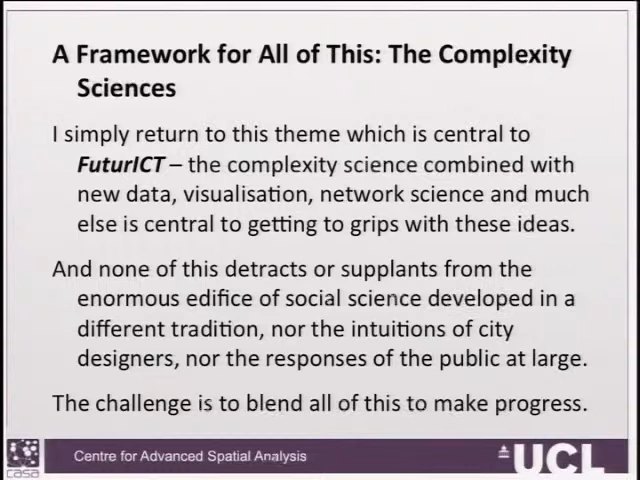 A Framework for All of This: The Complexity
Sciences
I simply return to this theme which is central to
FuturICT – the complexity science combined with
new data, visualisation, network science and much
else is central to getting to grips with these ideas.
And none of this detracts or supplants from the
enormous edifice of social science developed in a
different tradition, nor the intuitions of city
designers, nor the responses of the public at large.
The challenge is to blend all of this to make progress.
casa
Centre for Advanced Spatial Analysis
UCL